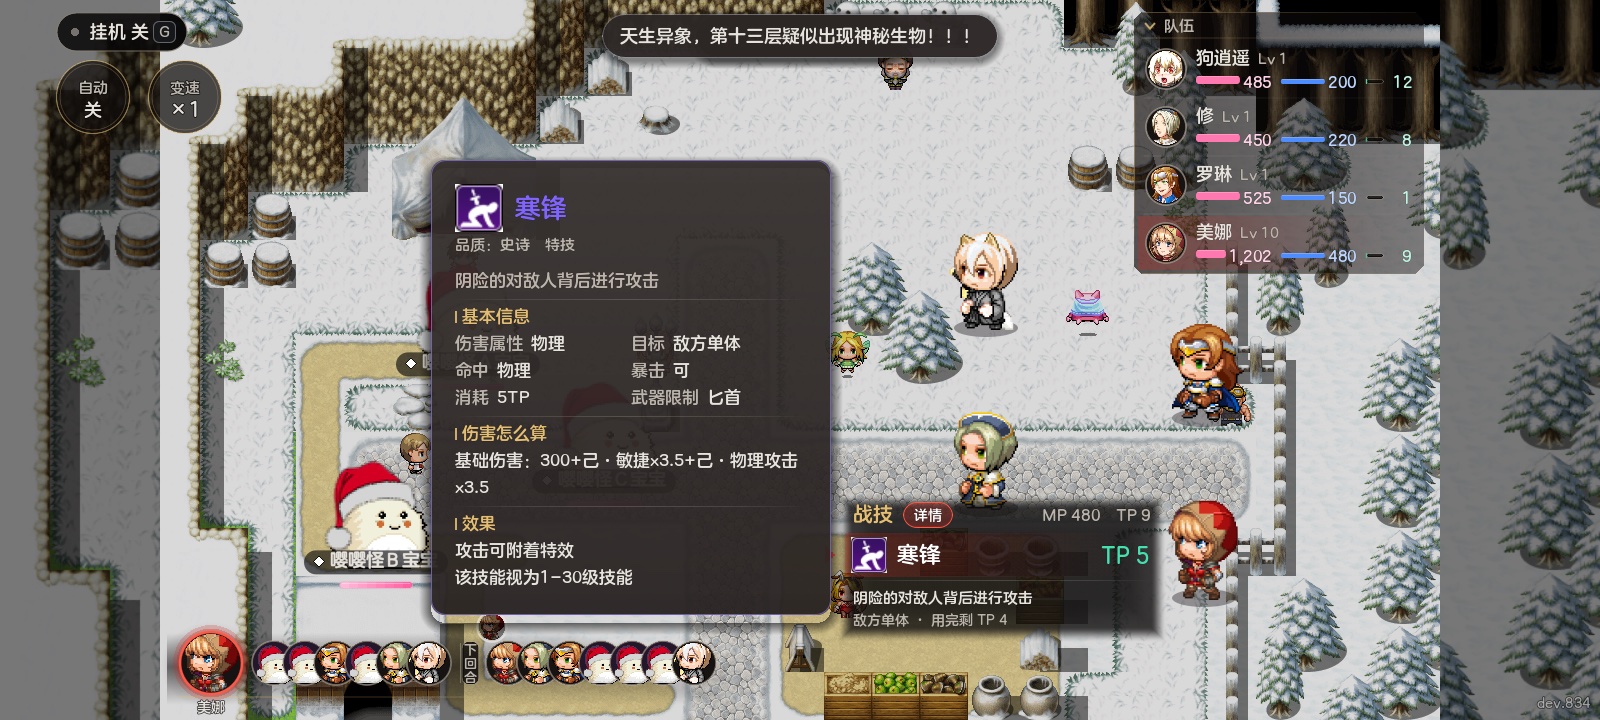 挂机 关 G
自动
关
变速
×1
天生异象，第十三层疑似出现神秘生物！！！
队伍
狗逍遥 Lv 1
485 200 12
修 Lv 1
450 220 8
罗琳 Lv 1
525 150 1
美娜 Lv 10
1,202 480 9
寒锋
品质：史诗 特技
阴险的对敌人背后进行攻击
基本信息
伤害属性 物理 目标 敌方单体
命中 物理 暴击 可
消耗 5TP 武器限制 匕首
伤害怎么算
基础伤害：300+己·敏捷×3.5+己·物理攻击
×3.5
效果
攻击可附着特效
该技能视为1-30级技能
嘤嘤怪B宝宝
战技 详情 MP 480 TP 9
寒锋 TP 5
阴险的对敌人背后进行攻击
敌方单体 · 用完剩 TP 4
美娜
下回合
dev.834